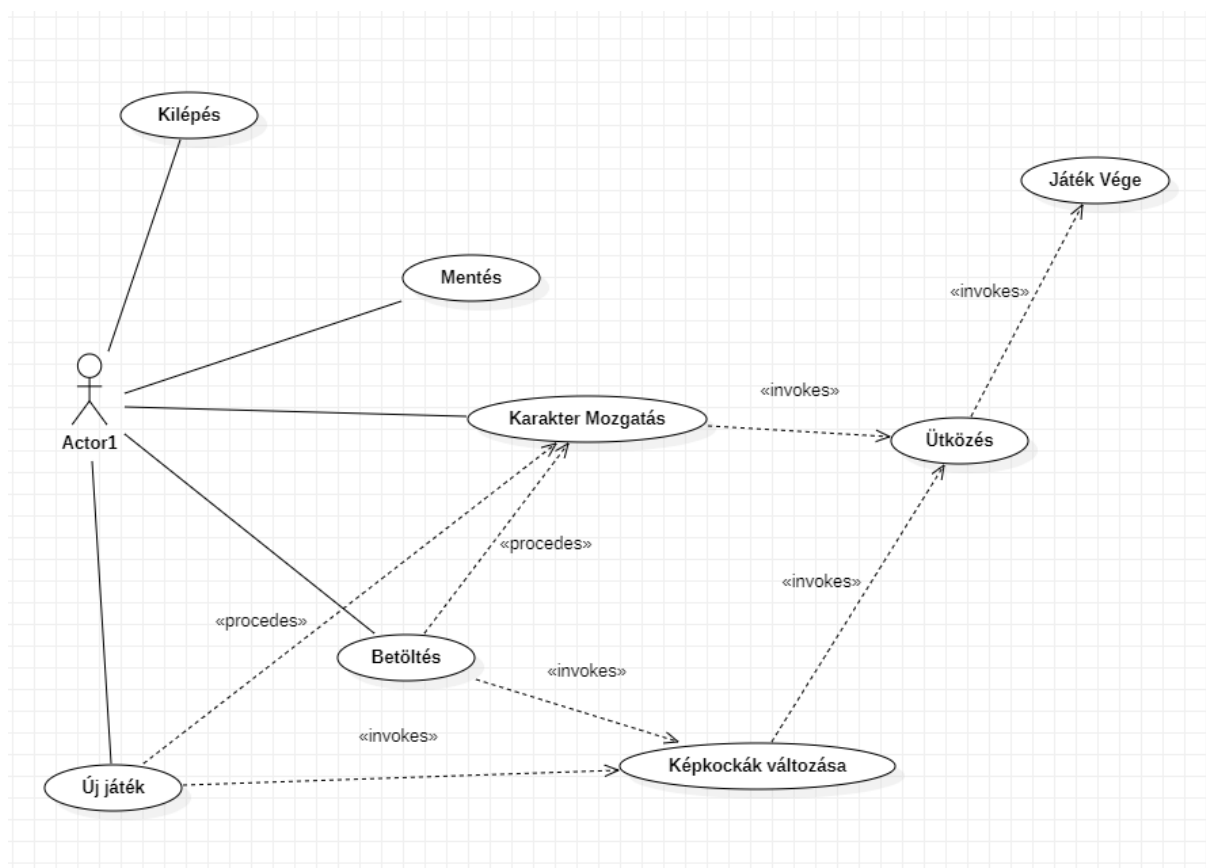 Kilépés
Játék Vége
Mentés
«invokes»
Actor1
Karakter Mozgatás
«invokes»
Ütközés
«procedes»
«invokes»
«procedes»
Betöltés
«invokes»
«invokes»
Új játék
Képkockák változása